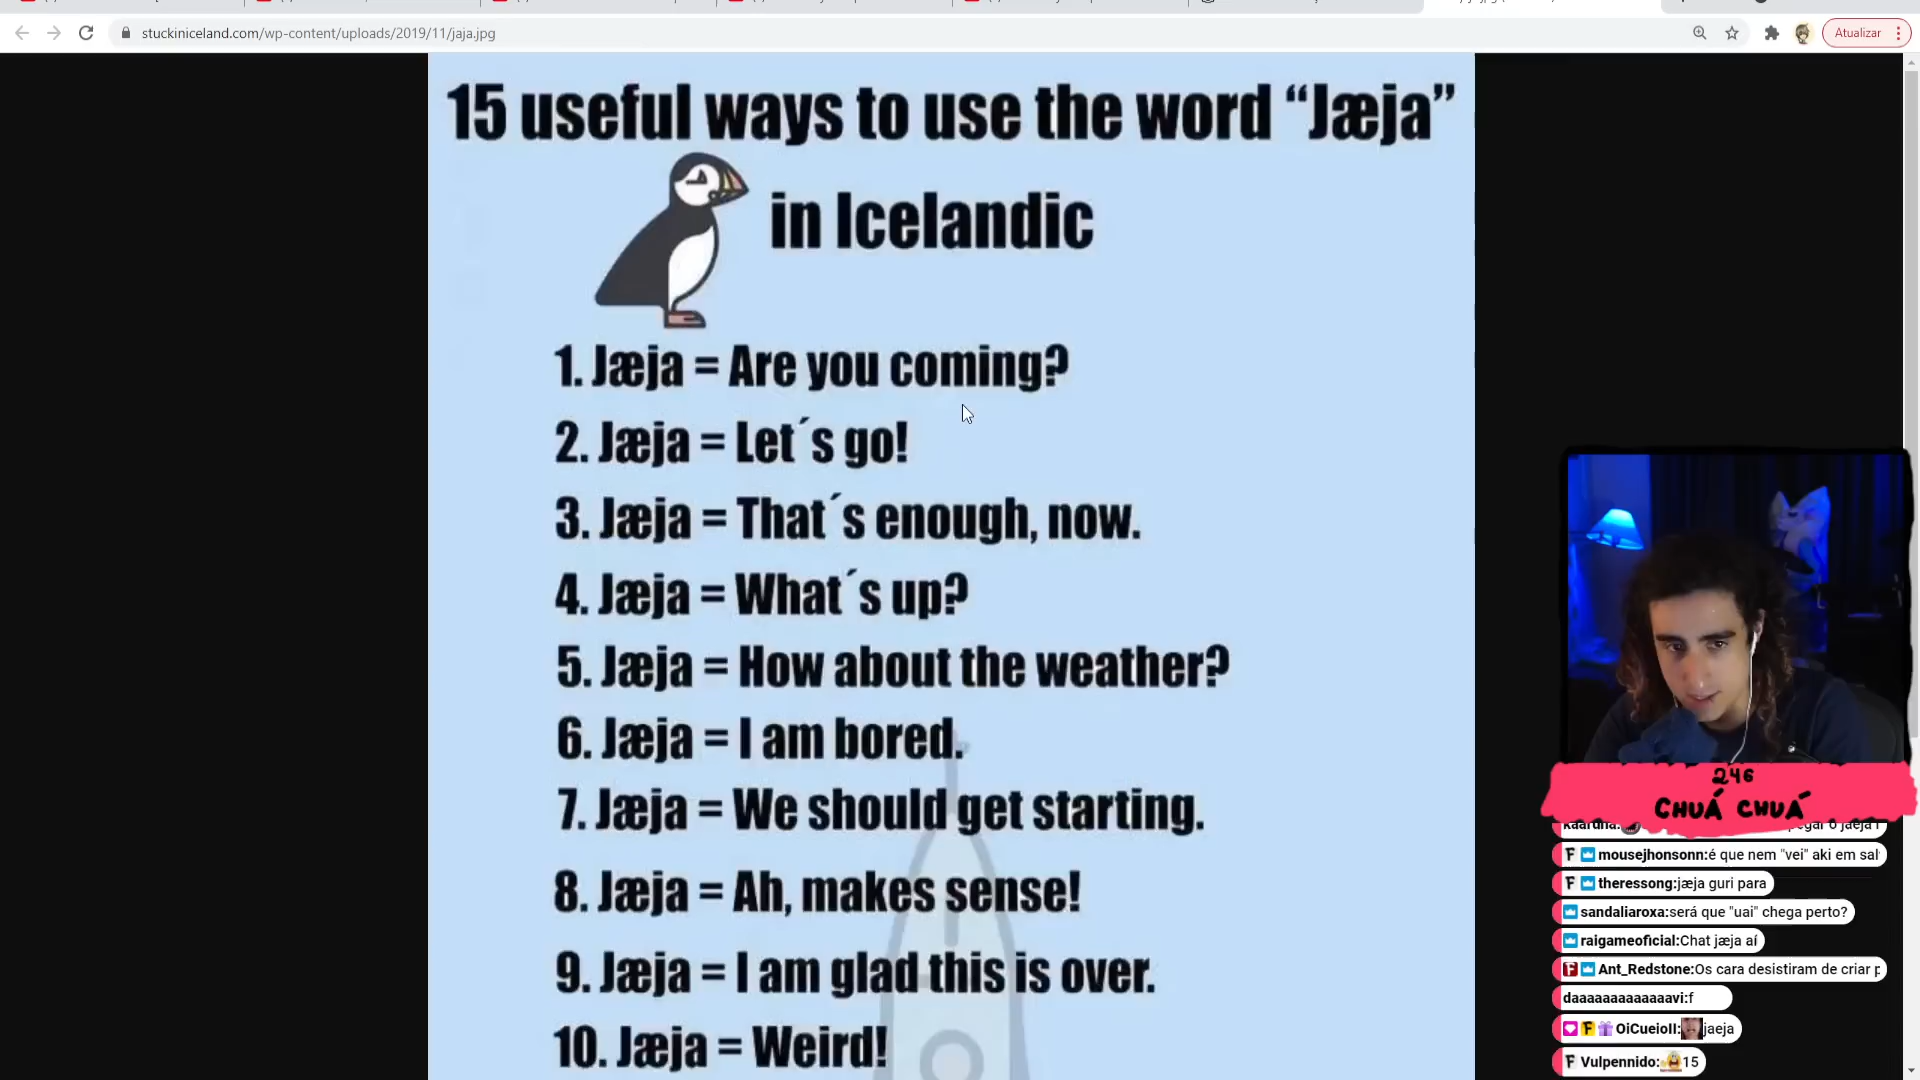 stuckiniceland.com/wp-content/uploads/2019/11/jaja.jpg
Atualizar
15 useful ways to use the word “Jæja”
in Icelandic
1. Jæja = Are you coming?
2. Jæja = Let´s go!
3. Jæja = That´s enough, now.
4. Jæja = What´s up?
5. Jæja = How about the weather?
6. Jæja = I am bored.
7. Jæja = We should get starting.
8. Jæja = Ah, makes sense!
9. Jæja = I am glad this is over.
10. Jæja = Weird!
246
CHUÁ CHUÁ
mousejhonsonn:é que nem "vei" aki em sal
theressong:jæja guri para
sandaliaroxa:será que "uai" chega perto?
raigameoficial:Chat jæja aí
Ant_Redstone:Os cara desistiram de criar p
daaaaaaaaaaaaavi:f
OiCueioII:jaeja
Vulpennido:15